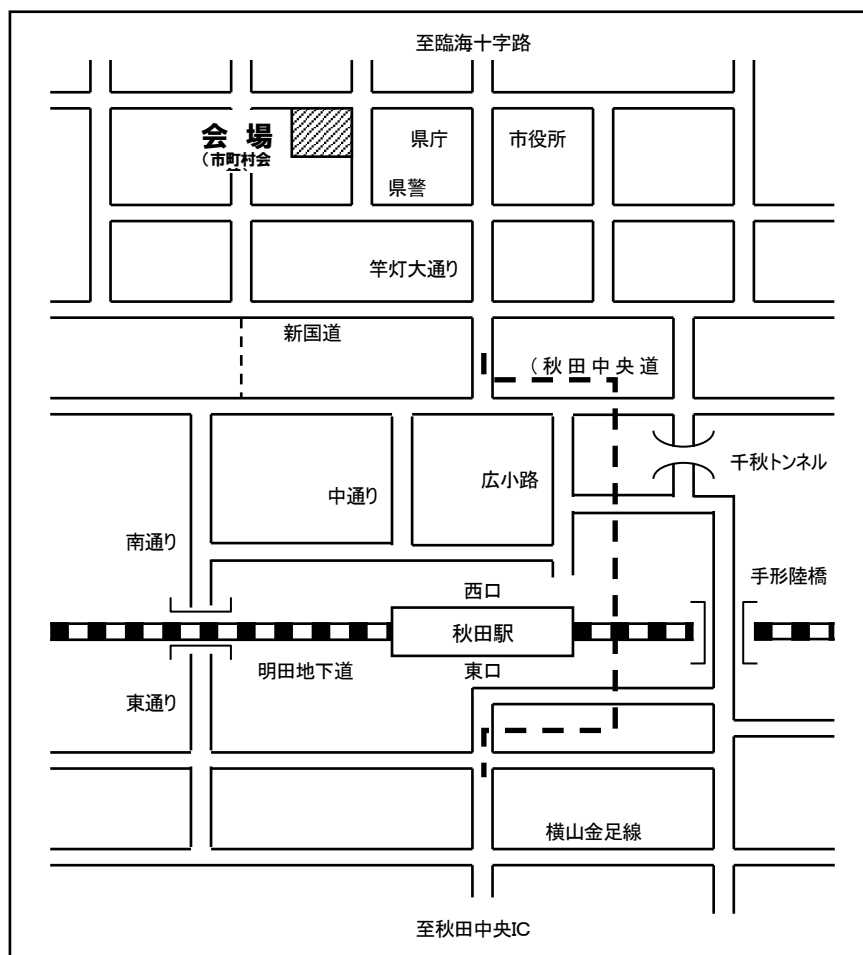 至臨海十字路
会 場
（市町村会
県庁
市役所
県警
竿灯大通り
新国道
（秋田中央道
千秋トンネル
広小路
中通り
南通り
手形陸橋
西口
秋田駅
明田地下道
東口
東通り
横山金足線
至秋田中央IC